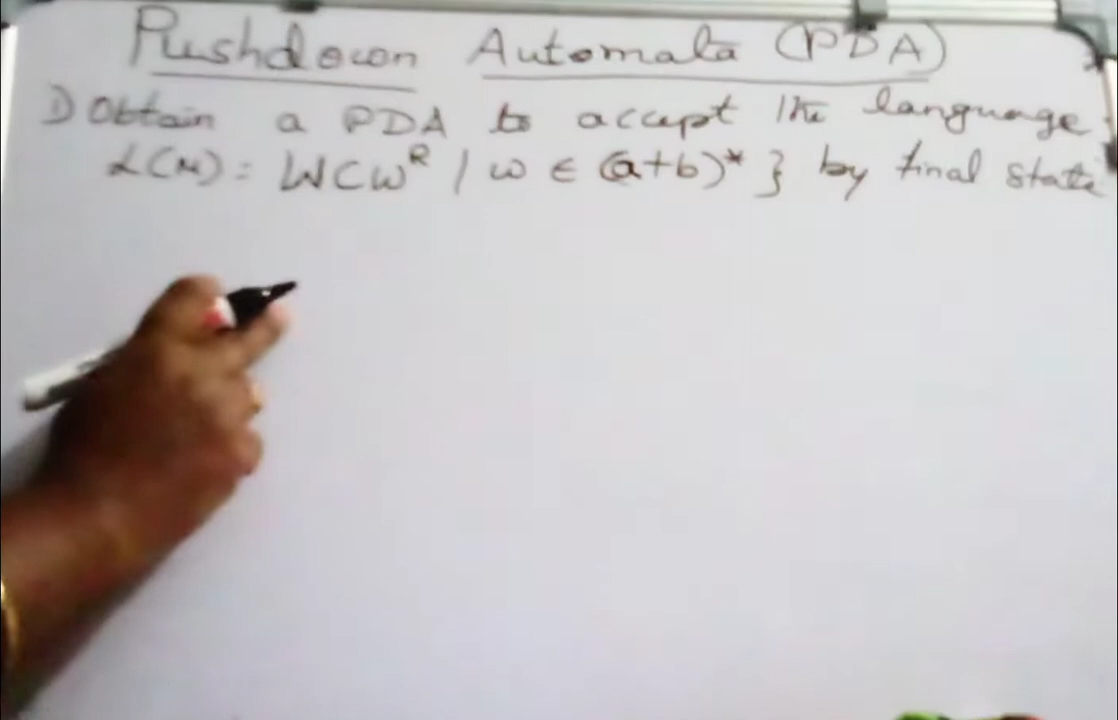 Pushdown Automata (PDA)
1) Obtain a PDA to accept the language
L(M) = WCW^R / w ∈ (a+b)* } by final state